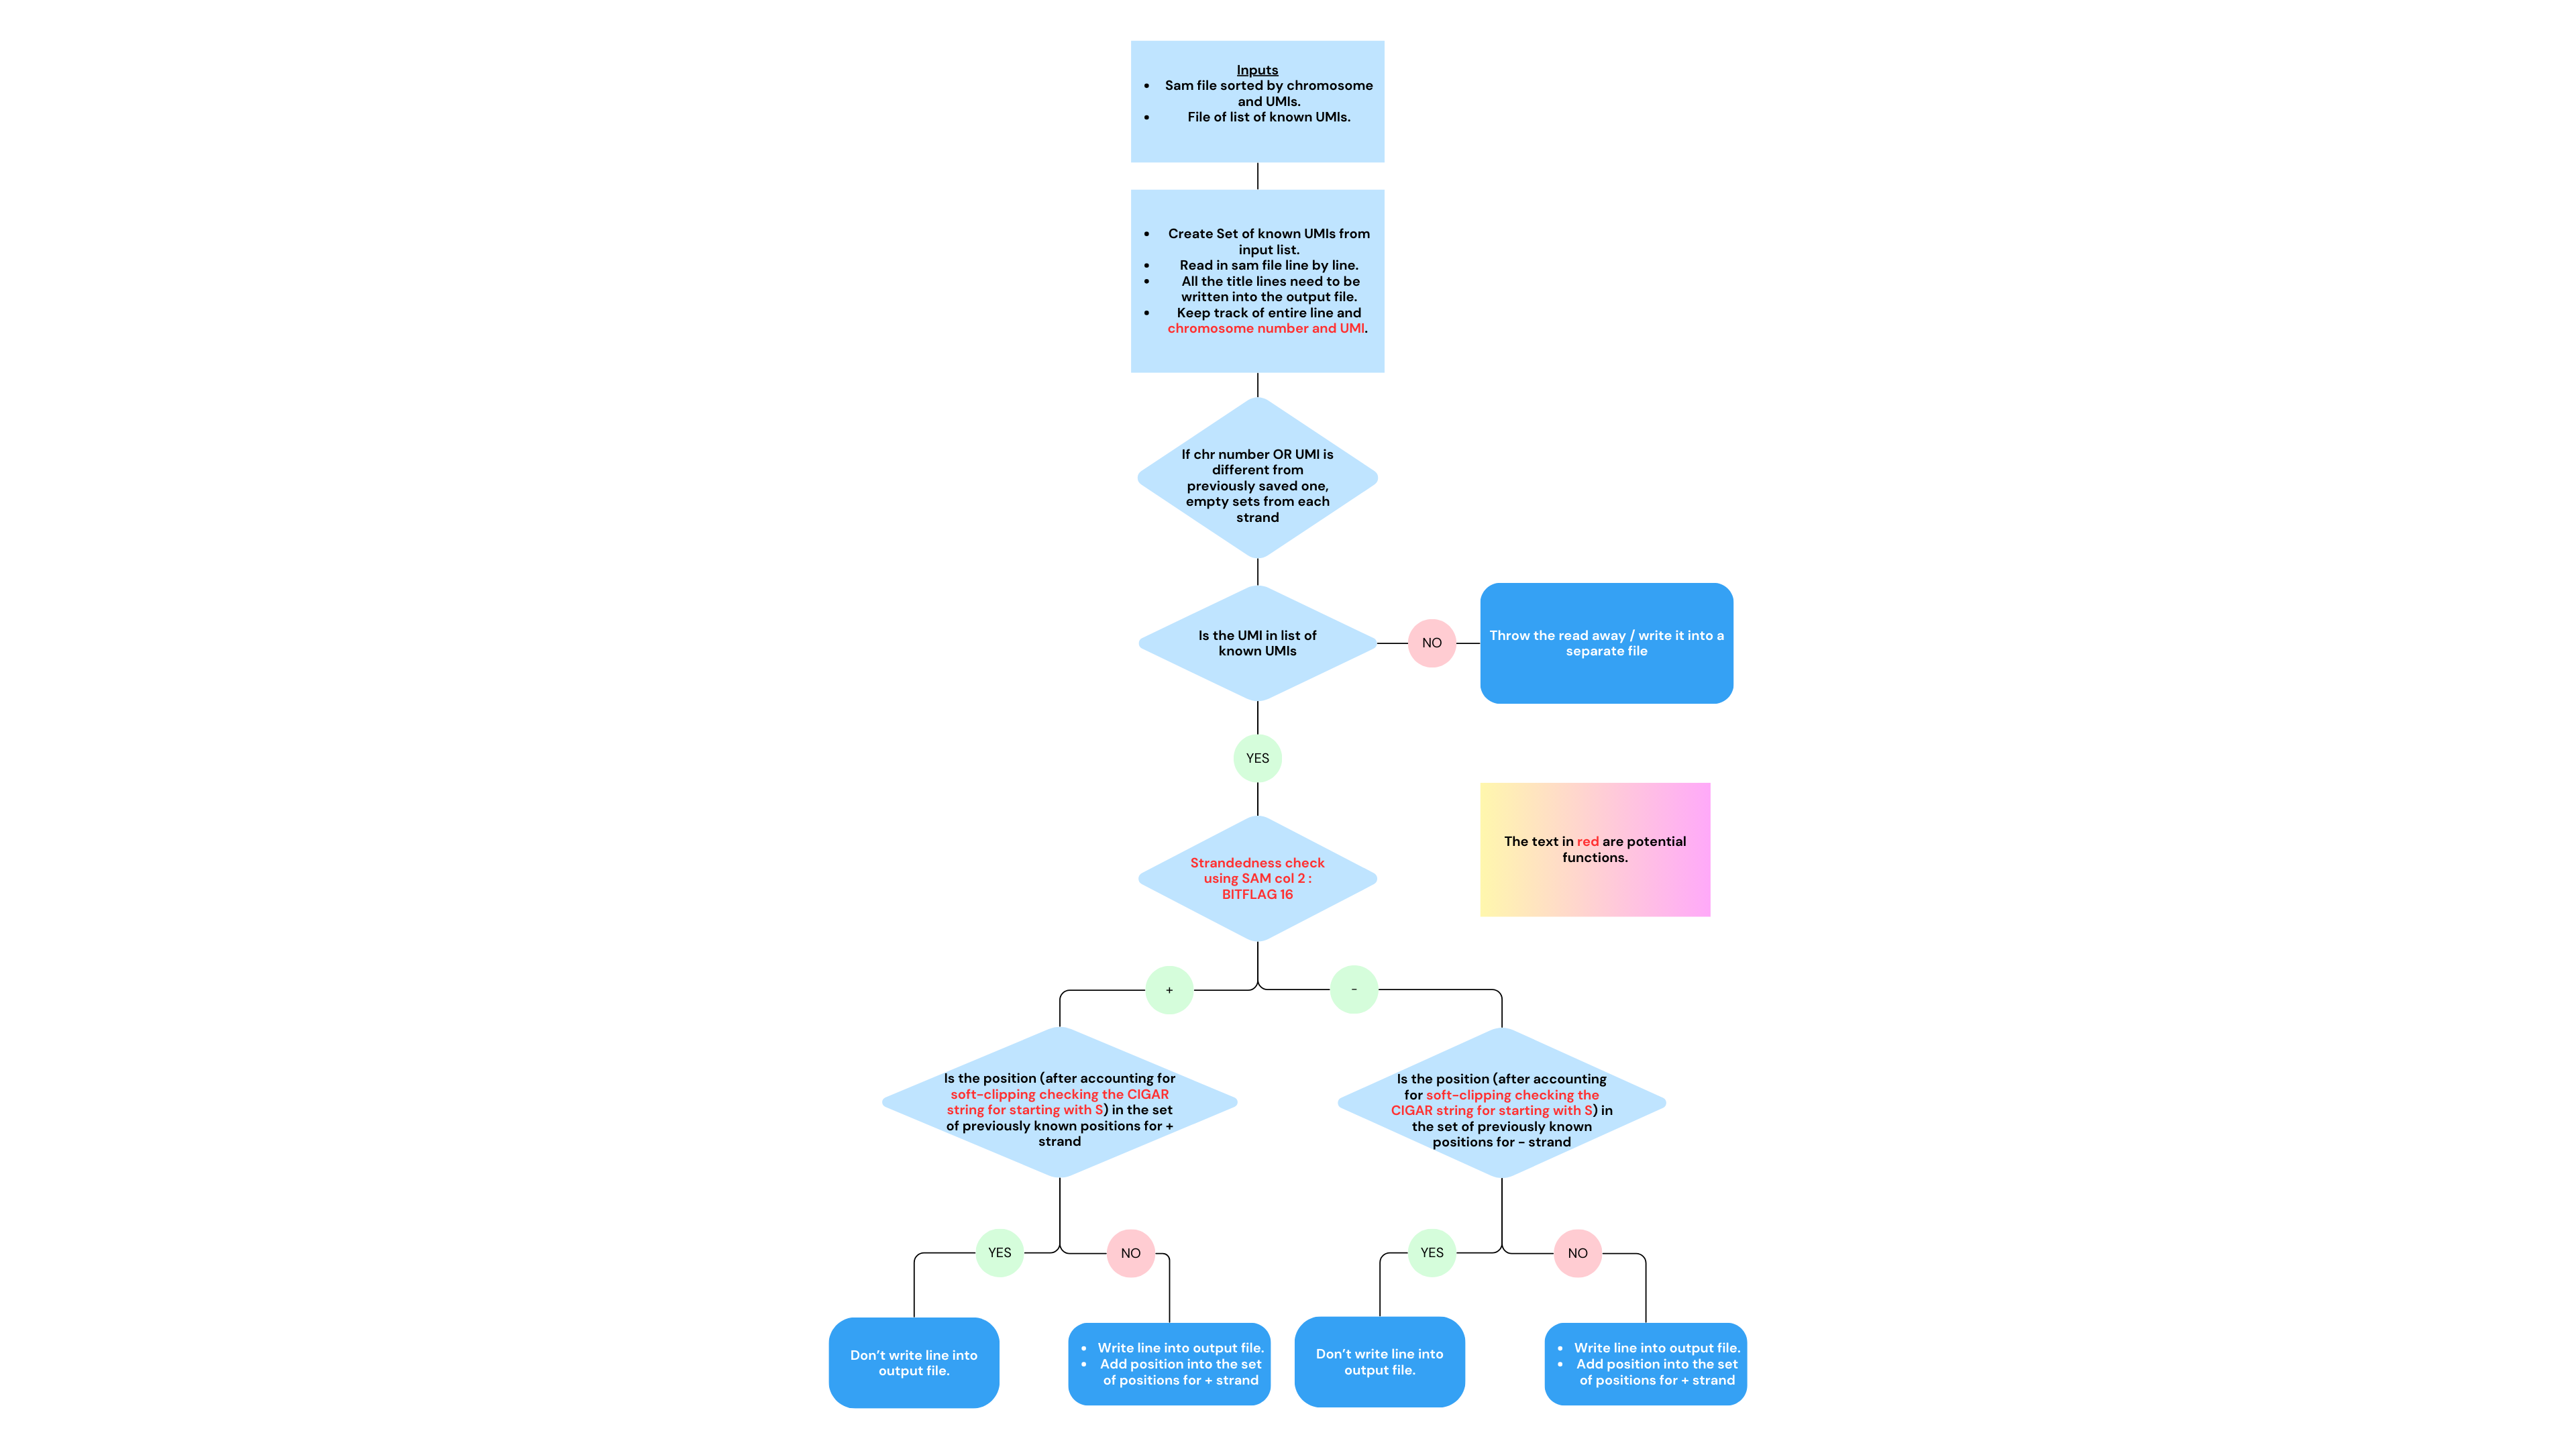 Inputs
• Sam file sorted by chromosome
and UMIs.
• File of list of known UMIs.
• Create Set of known UMIs from
input list.
• Read in sam file line by line.
• All the title lines need to be
written into the output file.
• Keep track of entire line and
chromosome number and UMI.
If chr number OR UMI is
different from
previously saved one,
empty sets from each
strand
Is the UMI in list of
known UMIs
NO
Throw the read away / write it into a
separate file
YES
The text in red are potential
functions.
Strandedness check
using SAM col 2 :
BITFLAG 16
+
-
Is the position (after accounting for
soft-clipping checking the CIGAR
string for starting with S) in the set
of previously known positions for +
strand
Is the position (after accounting
for soft-clipping checking the
CIGAR string for starting with S) in
the set of previously known
positions for - strand
YES
NO
YES
NO
Don't write line into
output file.
• Write line into output file.
• Add position into the set
of positions for + strand
Don't write line into
output file.
• Write line into output file.
• Add position into the set
of positions for + strand